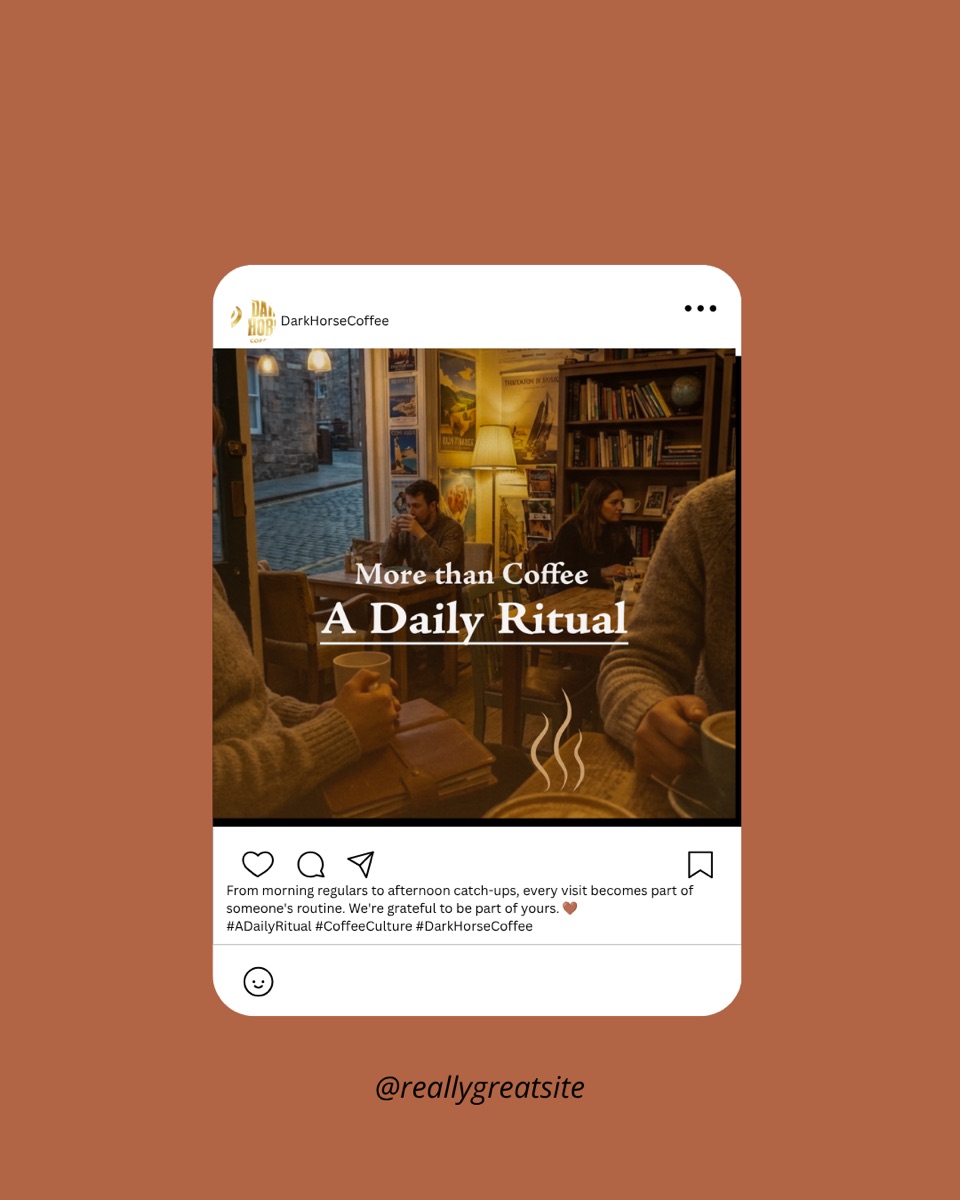 DarkHorseCoffee
More than Coffee
A Daily Ritual
From morning regulars to afternoon catch-ups, every visit becomes part of
someone's routine. We're grateful to be part of yours. 🤎
#ADailyRitual #CoffeeCulture #DarkHorseCoffee
@reallygreatsite